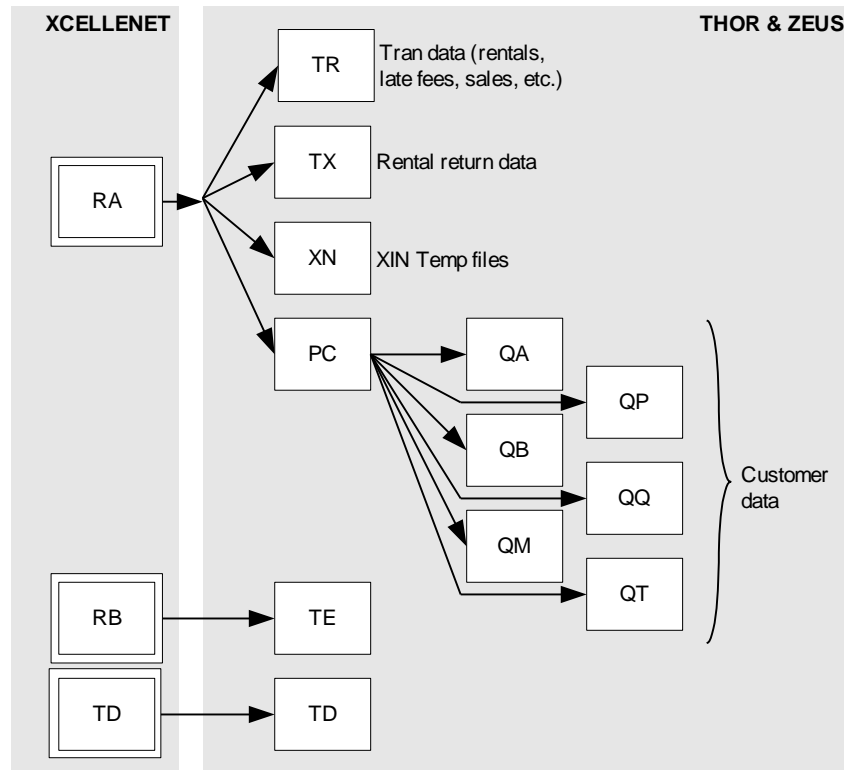 XCELLENET
THOR & ZEUS
TR
Tran data (rentals,
late fees, sales, etc.)
TX
Rental return data
RA
XN
XIN Temp files
PC
QA
QP
QB
Customer
data
QQ
QM
QT
RB
TE
TD
TD